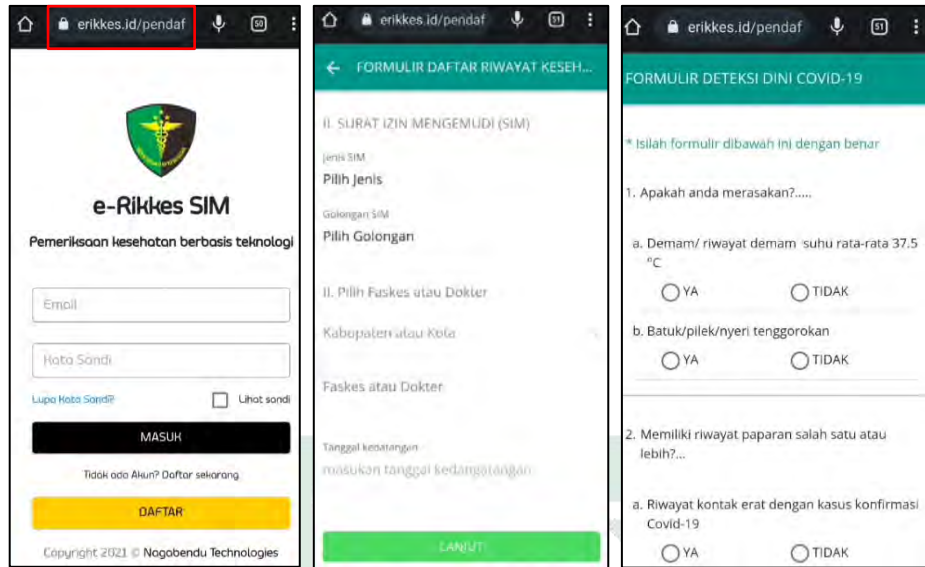 erikkes.id/pendaf
50
e-Rikkes SIM
Pemeriksaan kesehatan berbasis teknologi
Email
Kata Sandi
Lupa Kata Sandi?
Lihat sandi
MASUK
Tidak ada Akun? Daftar sekarang
DAFTAR
Copyright 2021 © Nagabendu Technologies
erikkes.id/pendaf
51
FORMULIR DAFTAR RIWAYAT KESEH...
II. SURAT IZIN MENGEMUDI (SIM)
Jenis SIM
Pilih Jenis
Golongan SIM
Pilih Golongan
II. Pilih Faskes atau Dokter
Kabupaten atau Kota
Faskes atau Dokter
Tanggal kedatangan
masukan tanggal kedangatangan
LANJUT
erikkes.id/pendaf
51
FORMULIR DETEKSI DINI COVID-19
* Isilah formulir dibawah ini dengan benar
1. Apakah anda merasakan?.....
a. Demam/ riwayat demam suhu rata-rata 37.5
°C
YA TIDAK
b. Batuk/pilek/nyeri tenggorokan
YA TIDAK
2. Memiliki riwayat paparan salah satu atau
lebih?...
a. Riwayat kontak erat dengan kasus konfirmasi
Covid-19
YA TIDAK